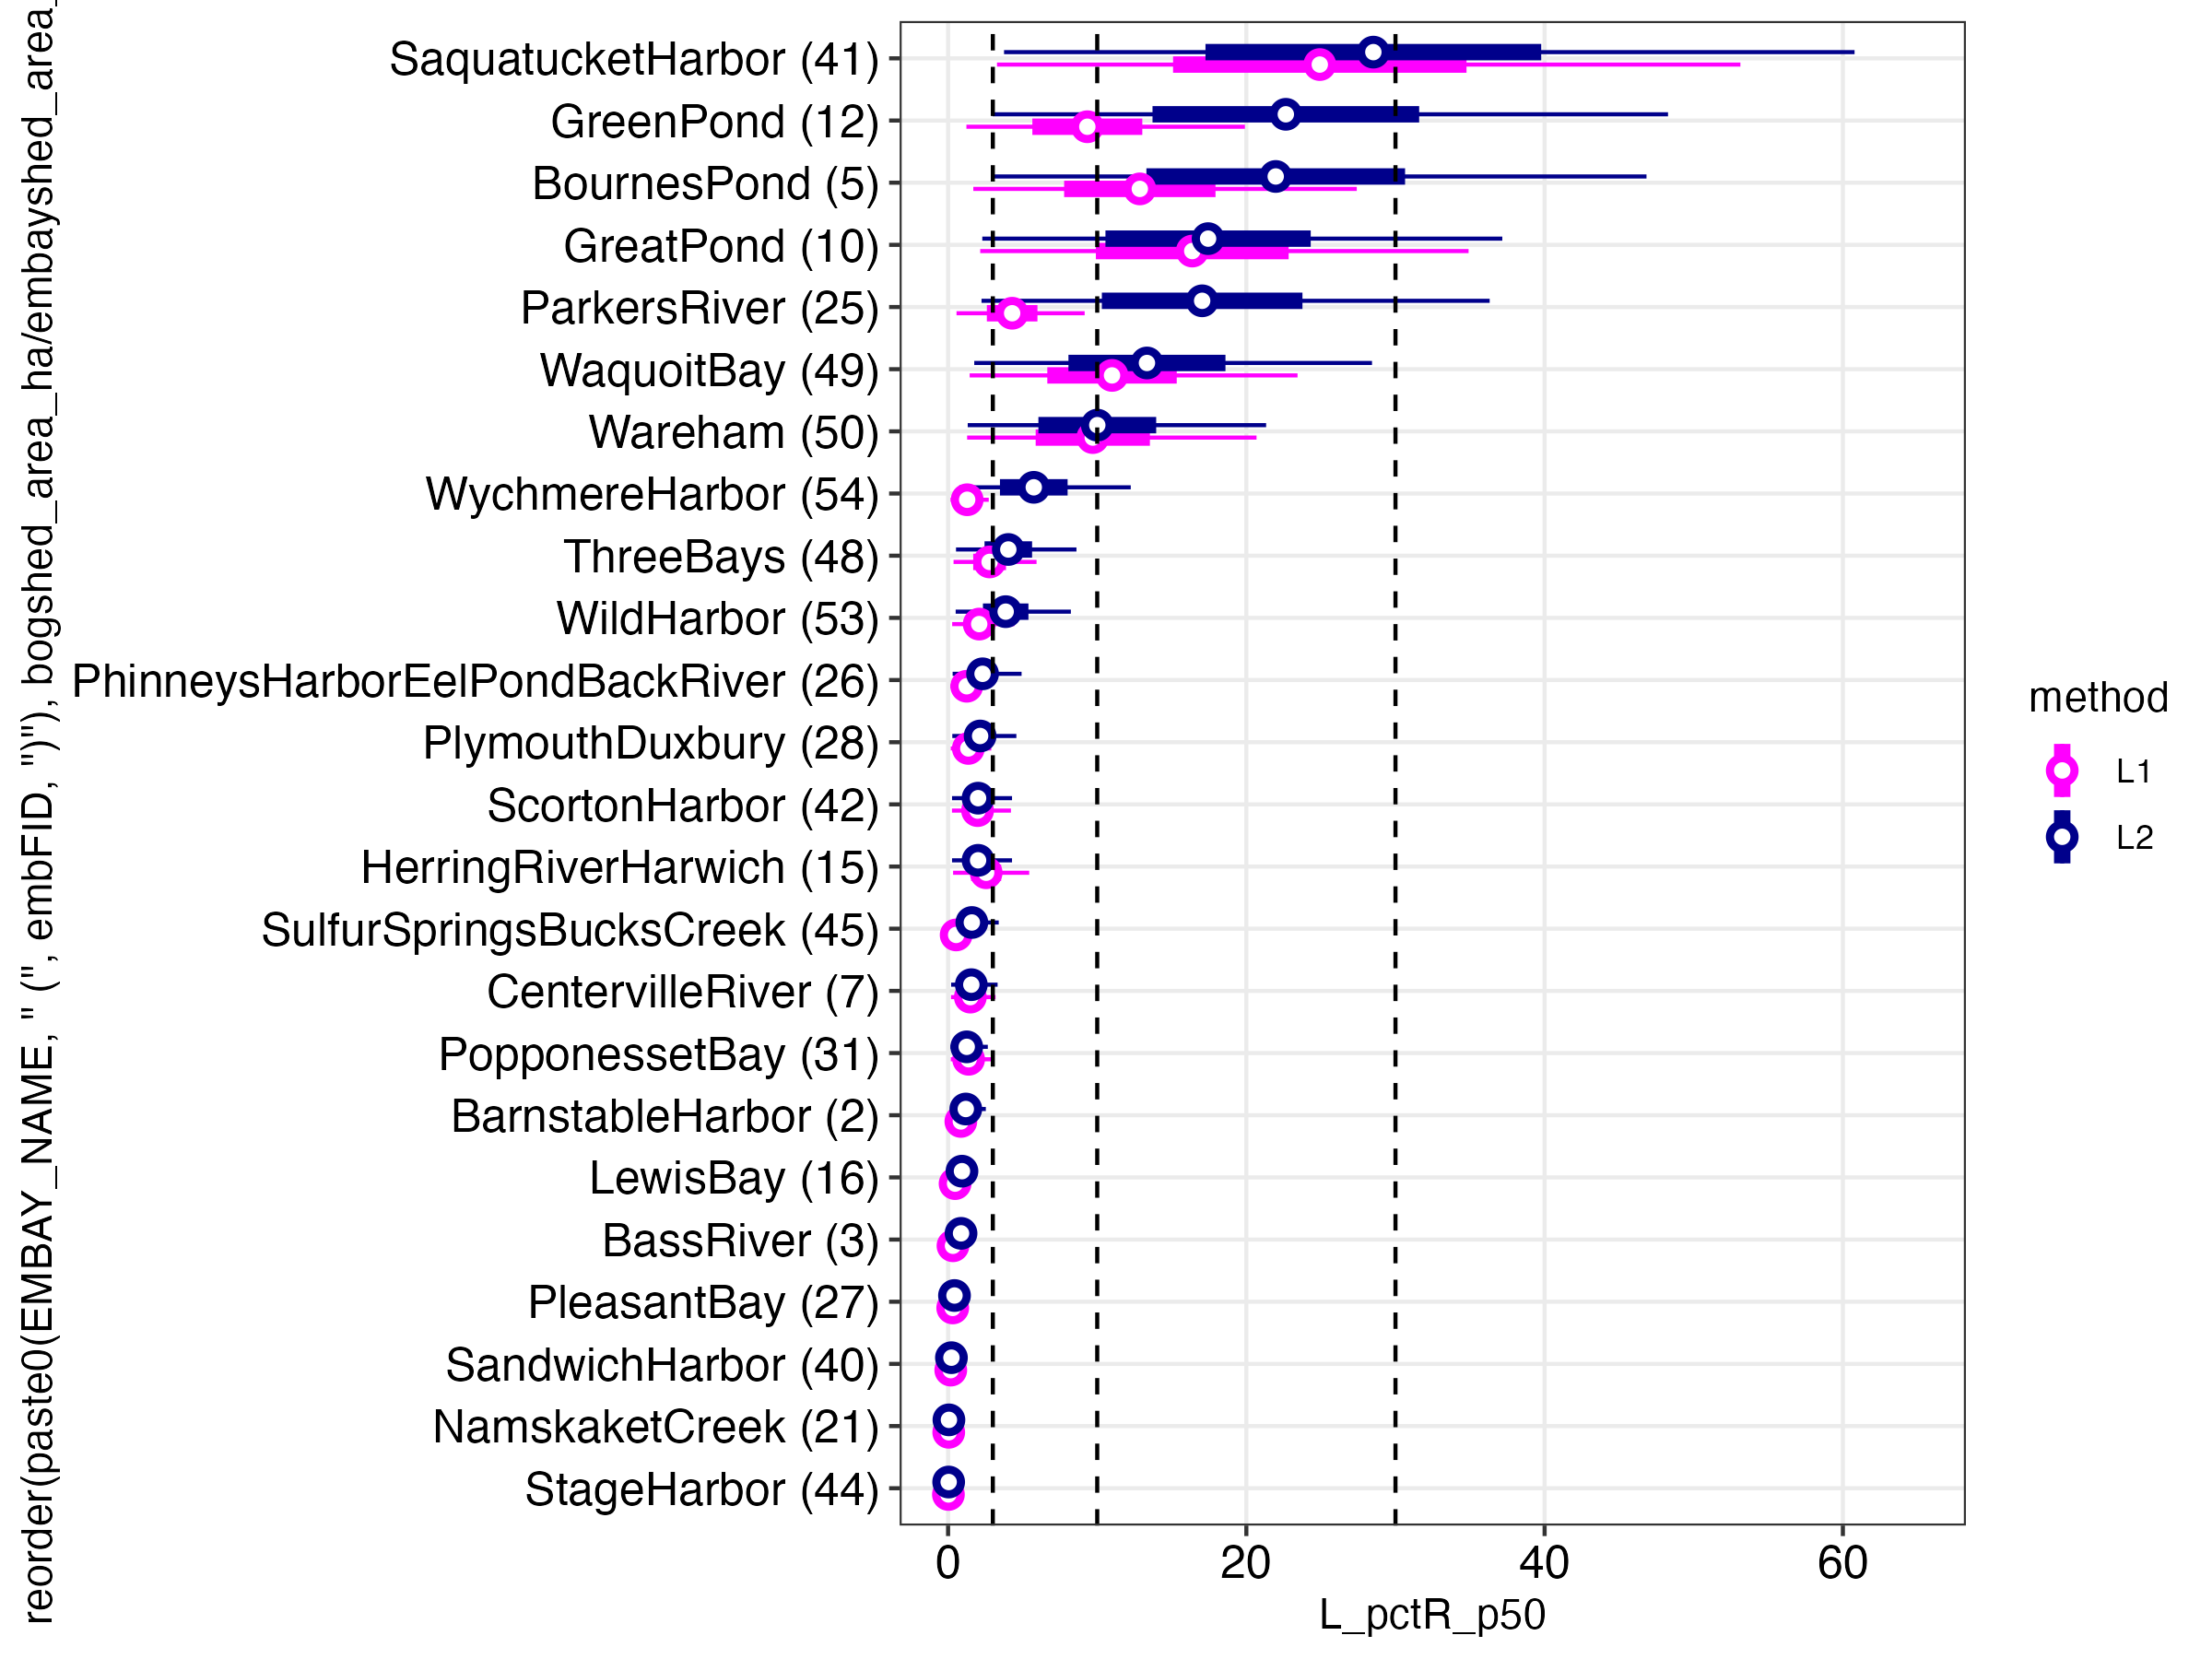 reorder(paste0(EMBAY_NAME, " (", embFID, ")"), bogshed_area_ha/embayshed_area_
SaquatucketHarbor (41)
GreenPond (12)
BournesPond (5)
GreatPond (10)
ParkersRiver (25)
WaquoitBay (49)
Wareham (50)
WychmereHarbor (54)
ThreeBays (48)
WildHarbor (53)
PhinneysHarborEelPondBackRiver (26)
PlymouthDuxbury (28)
ScortonHarbor (42)
HerringRiverHarwich (15)
SulfurSpringsBucksCreek (45)
CentervilleRiver (7)
PopponessetBay (31)
BarnstableHarbor (2)
LewisBay (16)
BassRiver (3)
PleasantBay (27)
SandwichHarbor (40)
NamskaketCreek (21)
StageHarbor (44)
0 20 40 60
L_pctR_p50
method
L1
L2